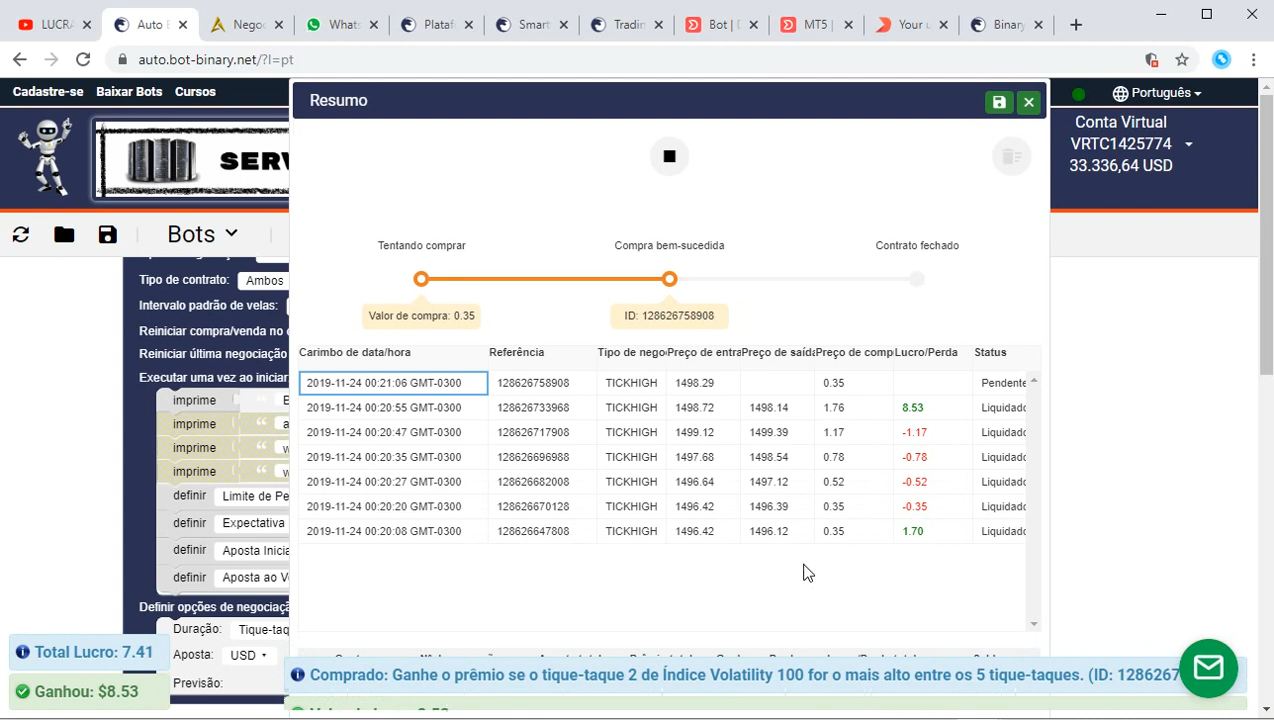 LUCRA
Auto B
Negoc
Whats
Plataf
Smart
Tradin
Bot | D
MT5 |
Your u
Binary
auto.bot-binary.net/?l=pt
Cadastre-se Baixar Bots Cursos
SERV
Resumo
Português
Conta Virtual
VRTC1425774
33.336,64 USD
Bots
Tipo de contrato: Ambos
Intervalo padrão de velas:
Reiniciar compra/venda no
Reiniciar última negociação
Executar uma vez ao iniciar
imprime
imprime
imprime
imprime
definir Limite de Pe
definir Expectativa
definir Aposta Inicia
definir Aposta ao V
Definir opções de negociaçã
Duração: Tique-taq
Aposta: USD
Previsão:
Tentando comprar Compra bem-sucedida Contrato fechado
Valor de compra: 0.35 ID: 128626758908
Carimbo de data/hora Referência Tipo de nego Preço de entra Preço de saída Preço de comp Lucro/Perda Status
2019-11-24 00:21:06 GMT-0300 128626758908 TICKHIGH 1498.29 0.35 Pendente
2019-11-24 00:20:55 GMT-0300 128626733968 TICKHIGH 1498.72 1498.14 1.76 8.53 Liquidado
2019-11-24 00:20:47 GMT-0300 128626717908 TICKHIGH 1499.12 1499.39 1.17 -1.17 Liquidado
2019-11-24 00:20:35 GMT-0300 128626696988 TICKHIGH 1497.68 1498.54 0.78 -0.78 Liquidado
2019-11-24 00:20:27 GMT-0300 128626682008 TICKHIGH 1496.64 1497.12 0.52 -0.52 Liquidado
2019-11-24 00:20:20 GMT-0300 128626670128 TICKHIGH 1496.42 1496.39 0.35 -0.35 Liquidado
2019-11-24 00:20:08 GMT-0300 128626647808 TICKHIGH 1496.42 1496.12 0.35 1.70 Liquidado
Total Lucro: 7.41
Ganhou: $8.53
Comprado: Ganhe o prêmio se o tique-taque 2 de Índice Volatility 100 for o mais alto entre os 5 tique-taques. (ID: 1286267